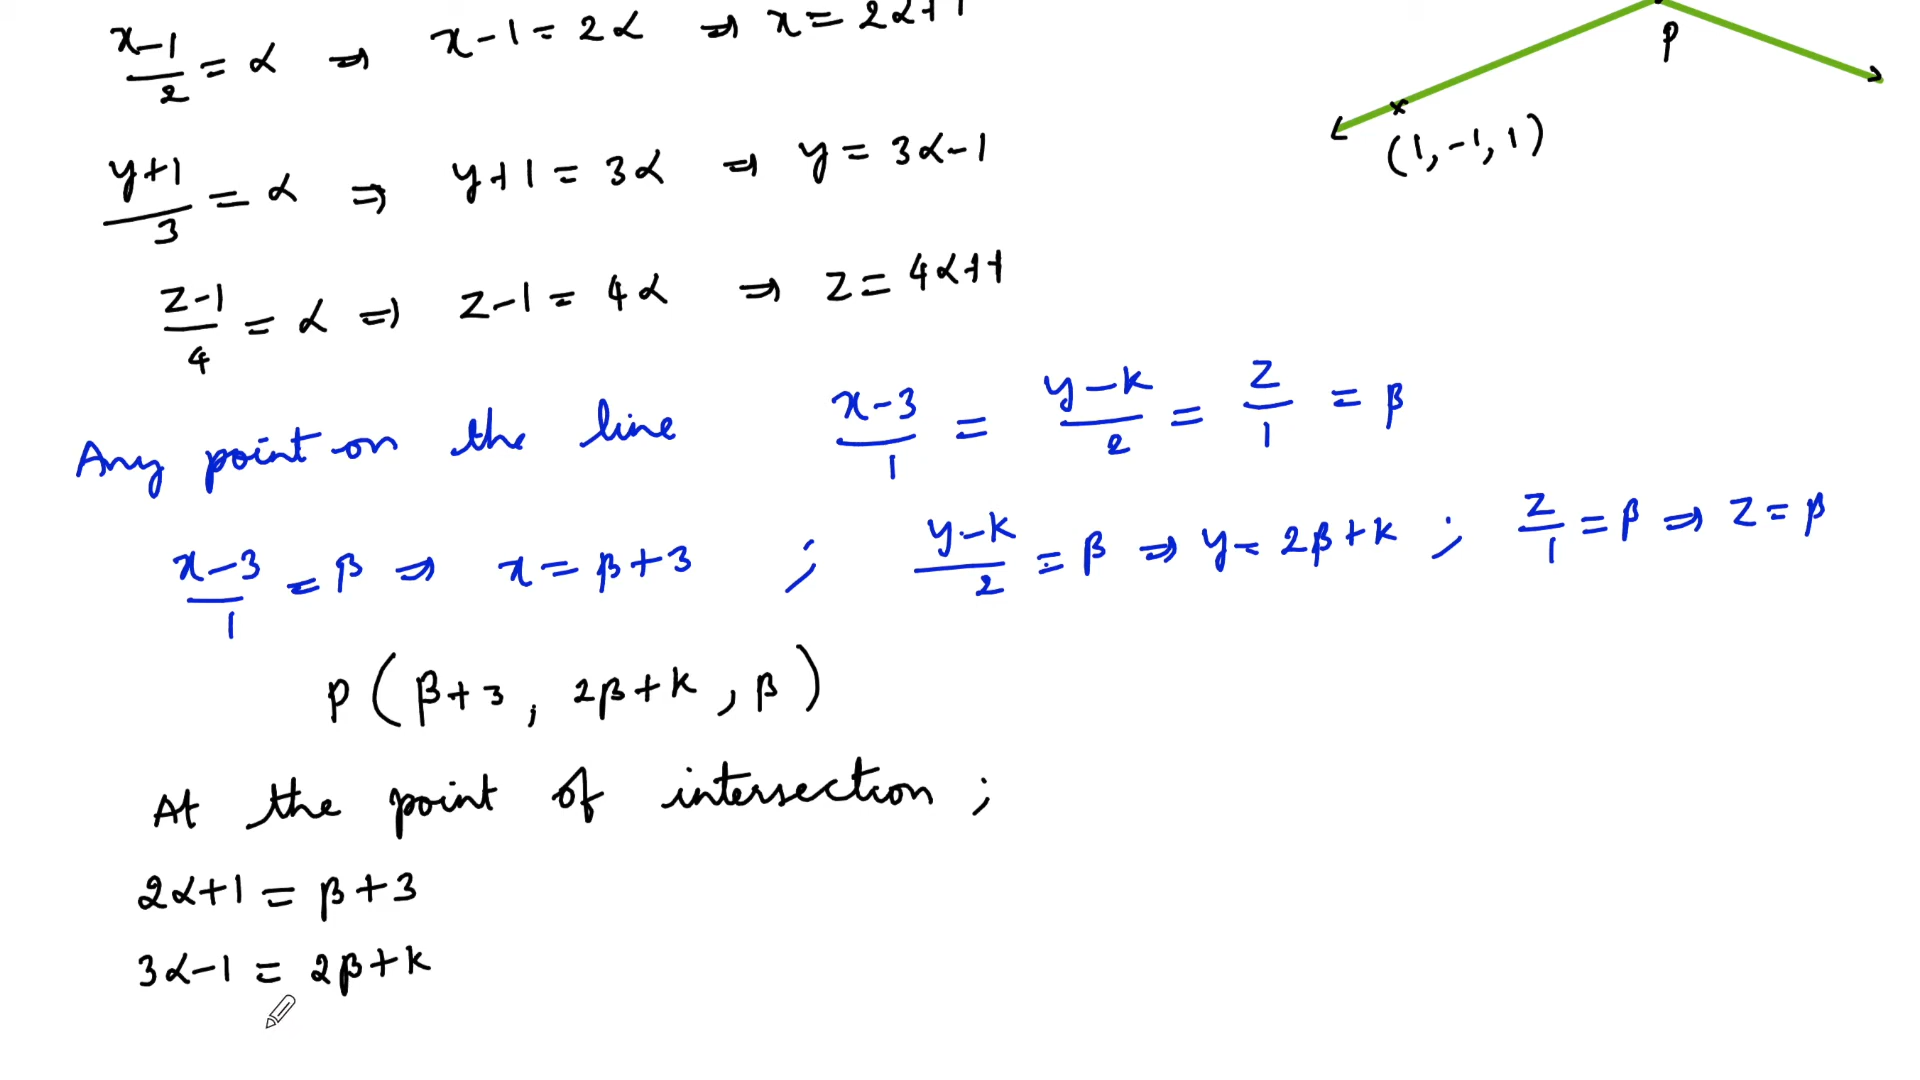 x-1/2 = α ⇒ x-1 = 2α ⇒ x = 2α+1
P
(1, -1, 1)
y+1/3 = α ⇒ y+1 = 3α ⇒ y = 3α-1
z-1/4 = α ⇒ z-1 = 4α ⇒ z = 4α+1
Any point on the line x-3/1 = y-k/2 = z/1 = β
x-3/1 = β ⇒ x = β+3 ; y-k/2 = β ⇒ y = 2β+k ; z/1 = β ⇒ z = β
P(β+3, 2β+k, β)
At the point of intersection ;
2α+1 = β+3
3α-1 = 2β+k